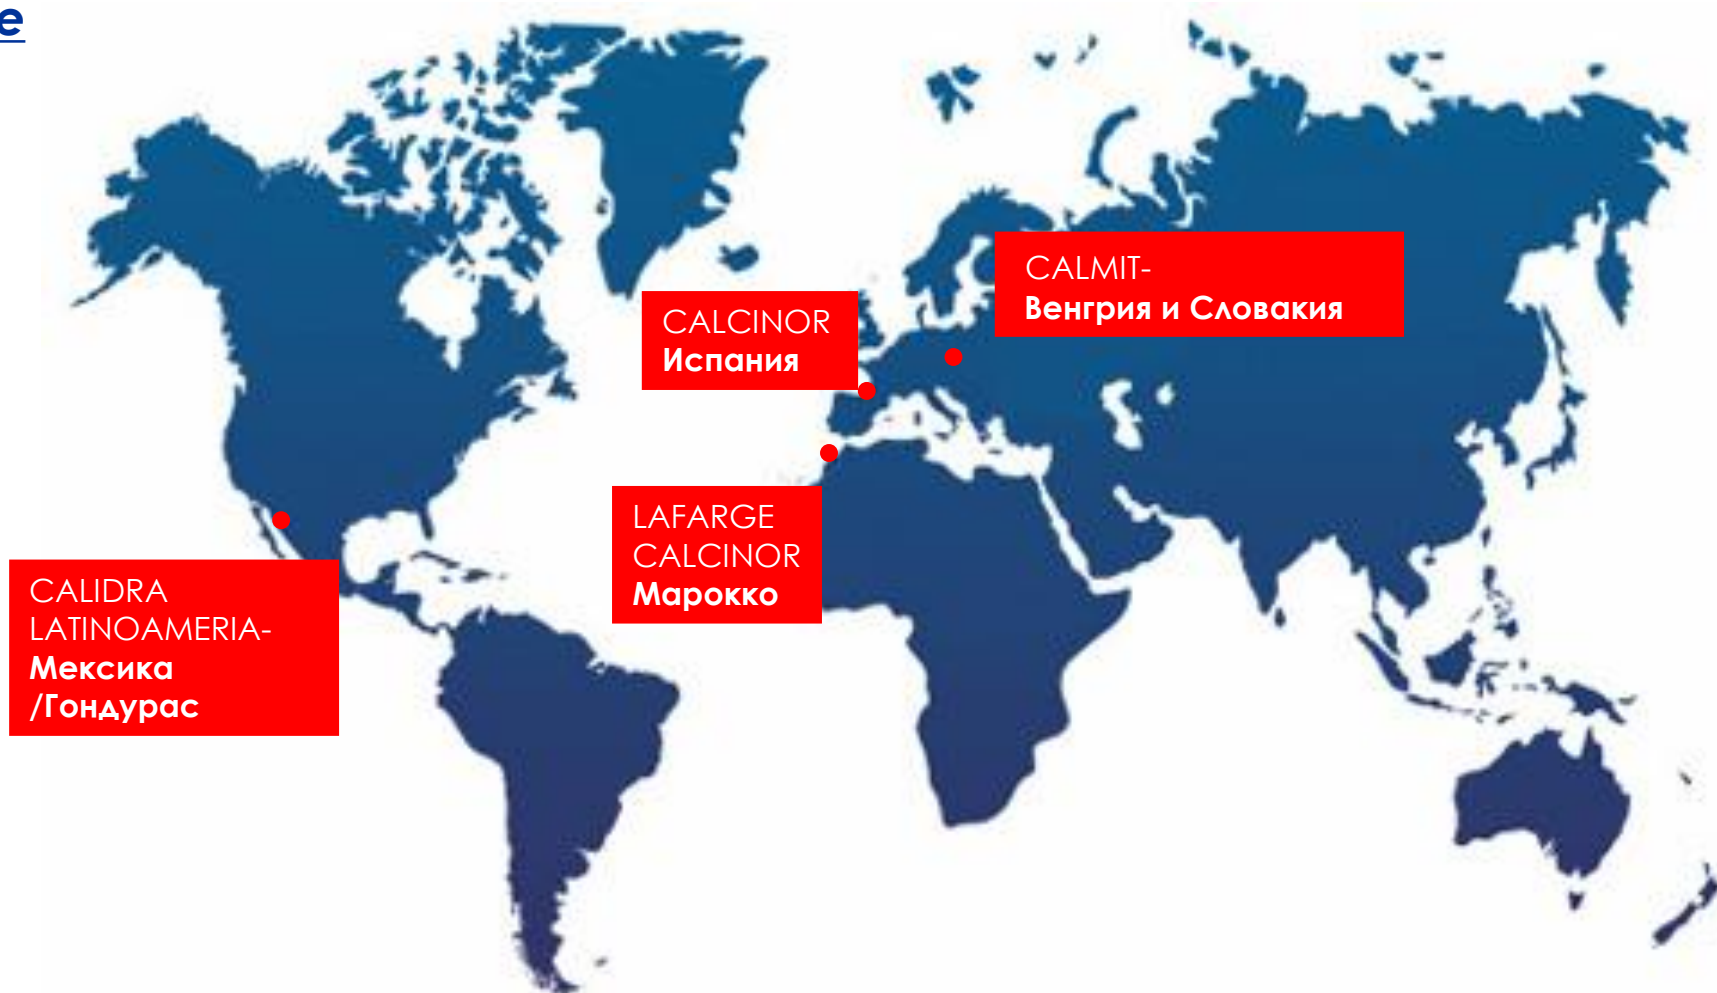 e
CALMIT-
Венгрия и Словакия
CALCINOR
Испания
LAFARGE
CALCINOR
Марокко
CALIDRA
LATINOAMERIA-
Мексика
/Гондурас